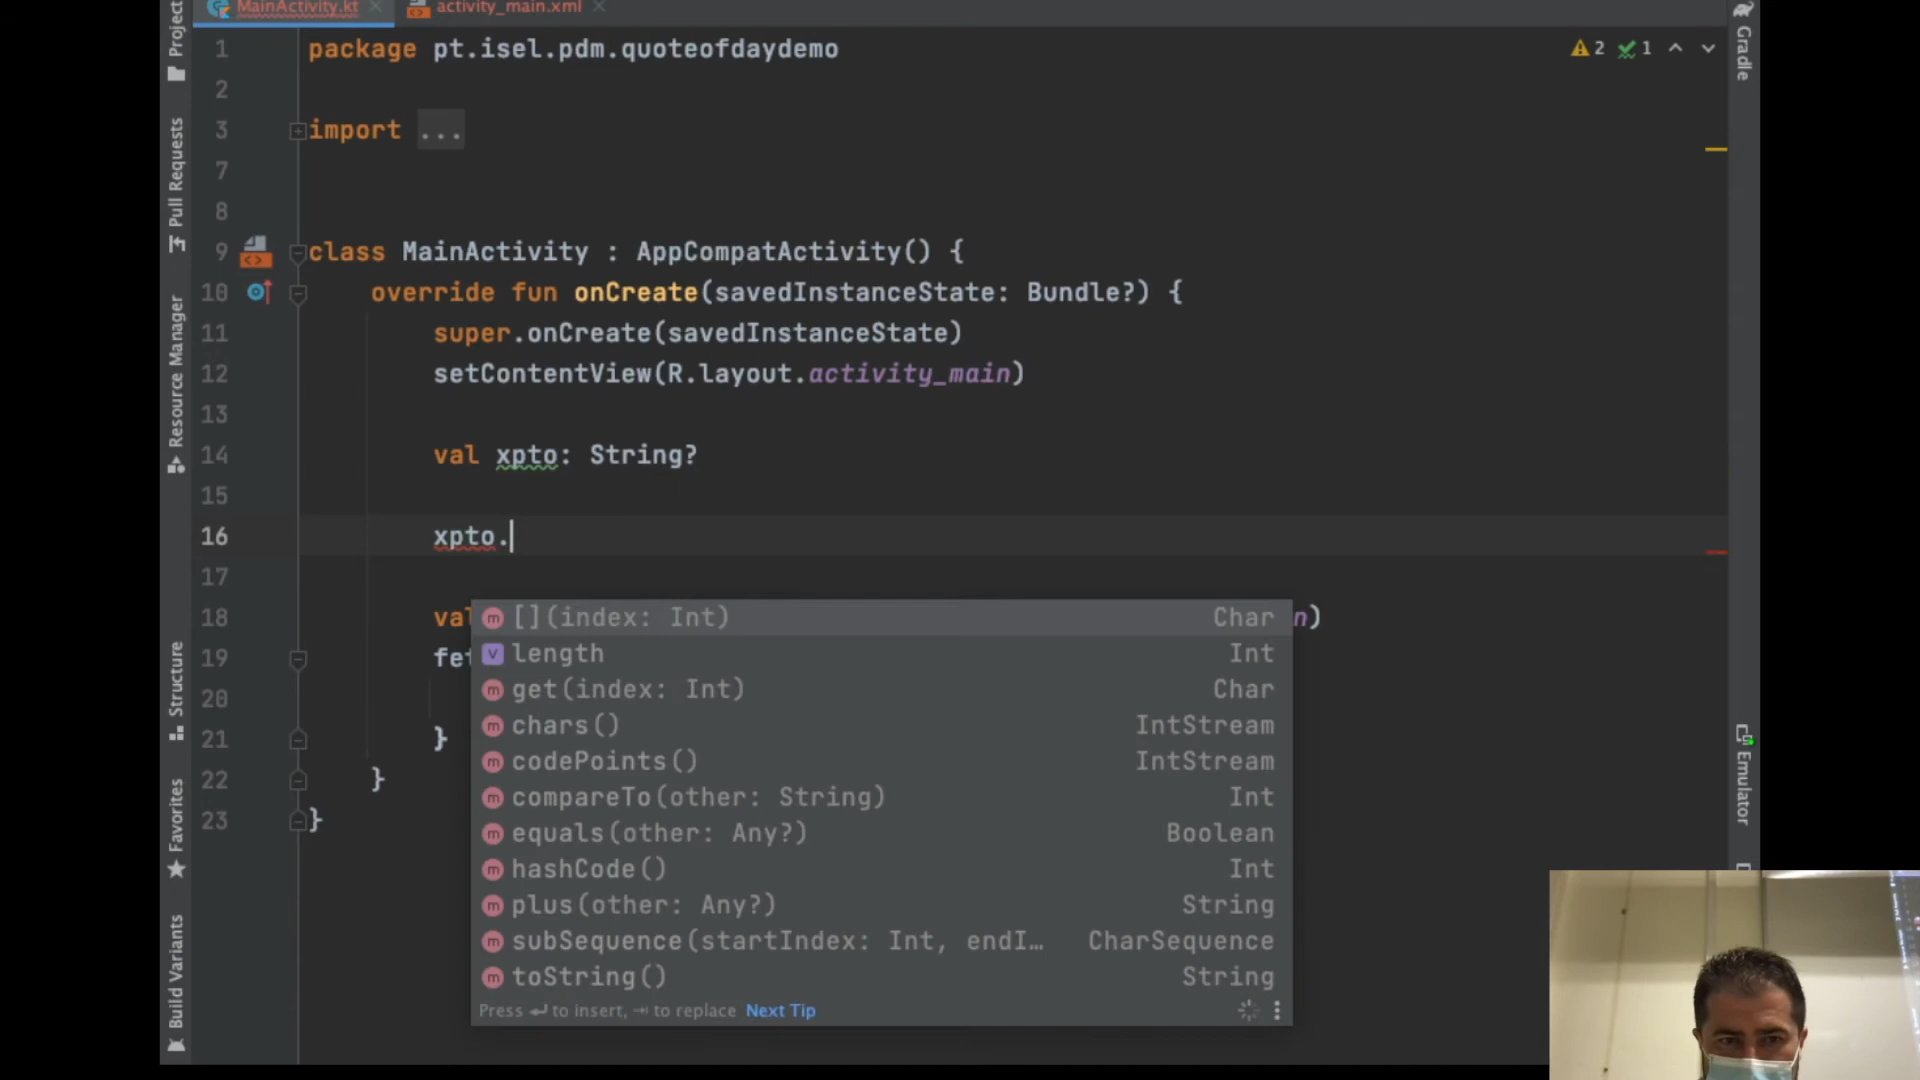 MainActivity.kt
activity_main.xml
Project
Pull Requests
Resource Manager
Structure
Favorites
Build Variants
Gradle
Emulator
2 1
1 package pt.isel.pdm.quoteofdaydemo
2
3 import ...
7
8
9 class MainActivity : AppCompatActivity() {
10 override fun onCreate(savedInstanceState: Bundle?) {
11 super.onCreate(savedInstanceState)
12 setContentView(R.layout.activity_main)
13
14 val xpto: String?
15
16 xpto.
17
18 val n)
19 fet
20
21 }
22 }
23 }
[](index: Int) Char
length Int
get(index: Int) Char
chars() IntStream
codePoints() IntStream
compareTo(other: String) Int
equals(other: Any?) Boolean
hashCode() Int
plus(other: Any?) String
subSequence(startIndex: Int, endI… CharSequence
toString() String
Press ↵ to insert, ⇥ to replace Next Tip